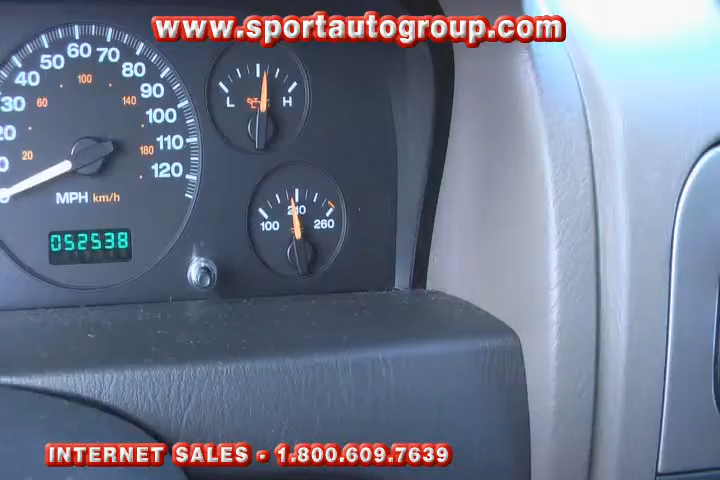 www.sportautogroup.com
60
50 70
40 100 80
30 60 140 90
L H
20 100
20 180 110
0 120
MPH km/h
210
100 260
052538
INTERNET SALES - 1.800.609.7639